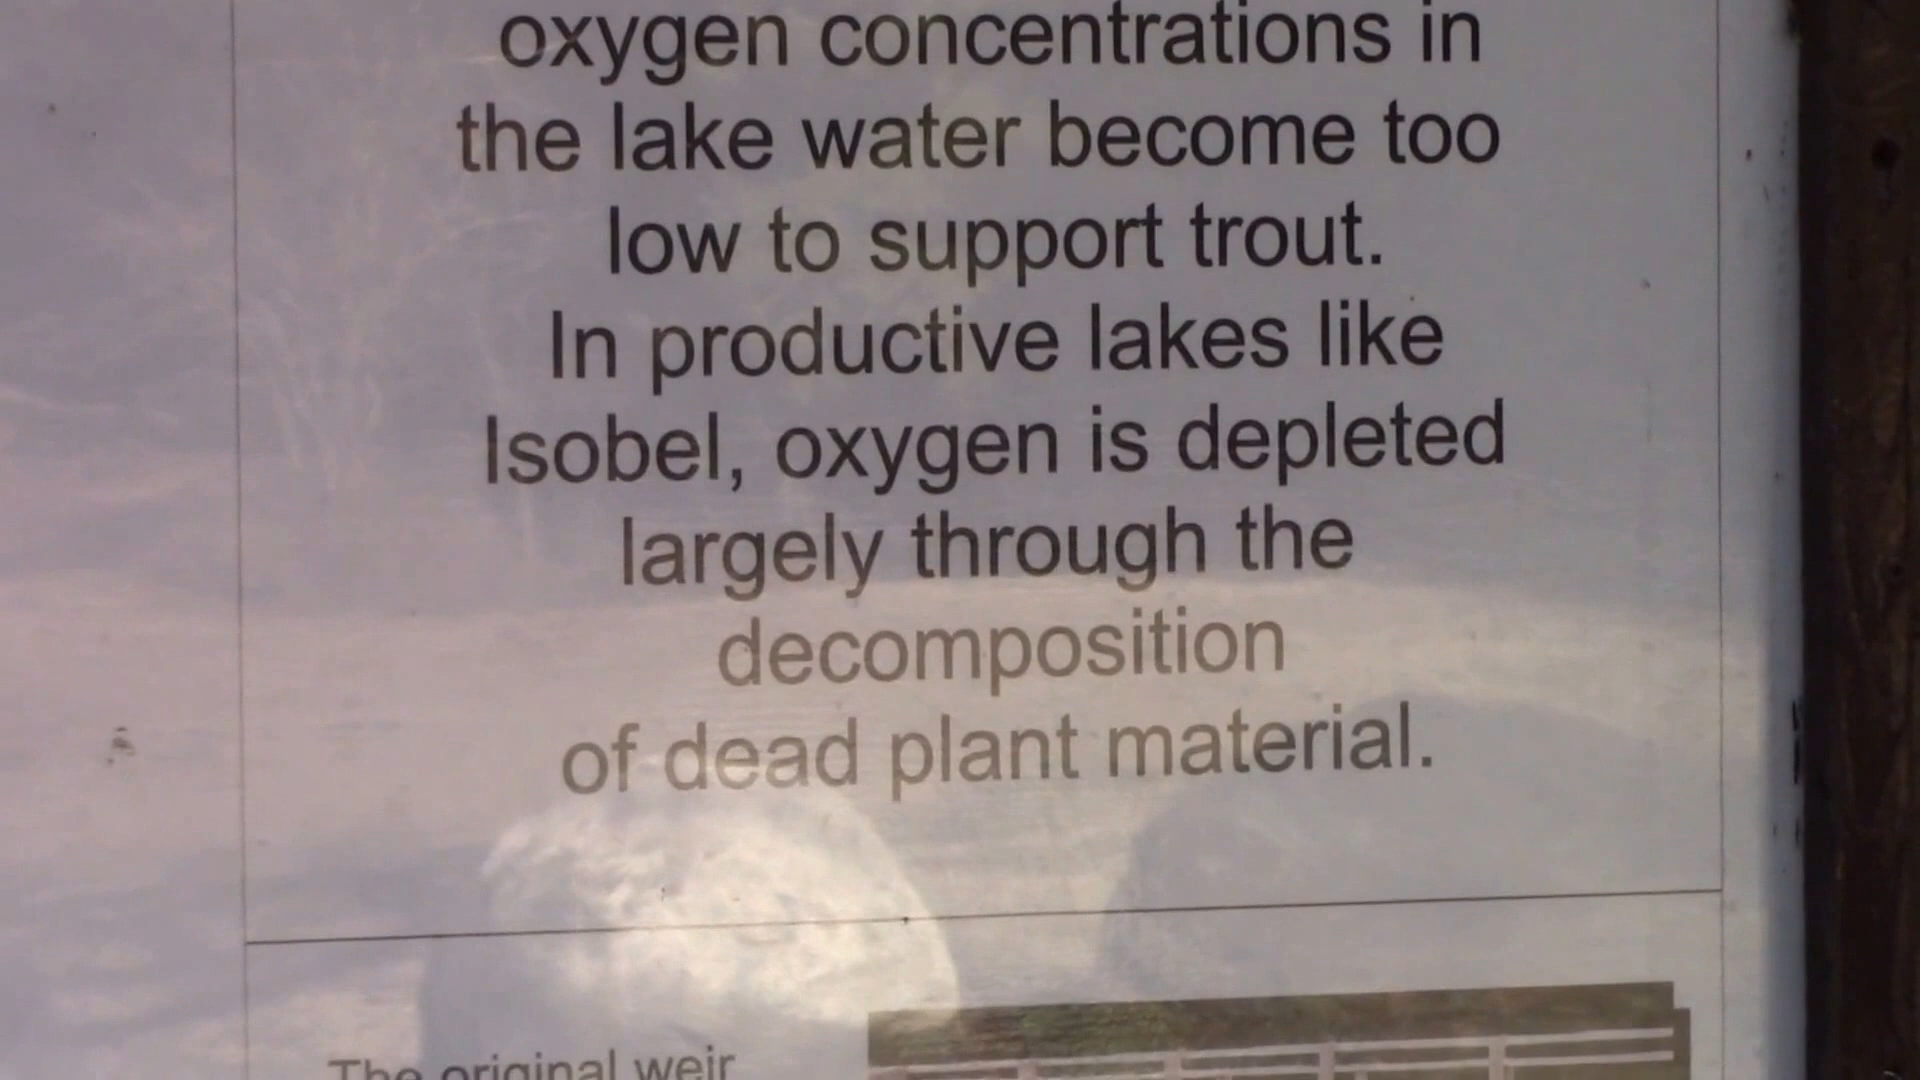 oxygen concentrations in
the lake water become too
low to support trout.
In productive lakes like
Isobel, oxygen is depleted
largely through the
decomposition
of dead plant material.
The original weir